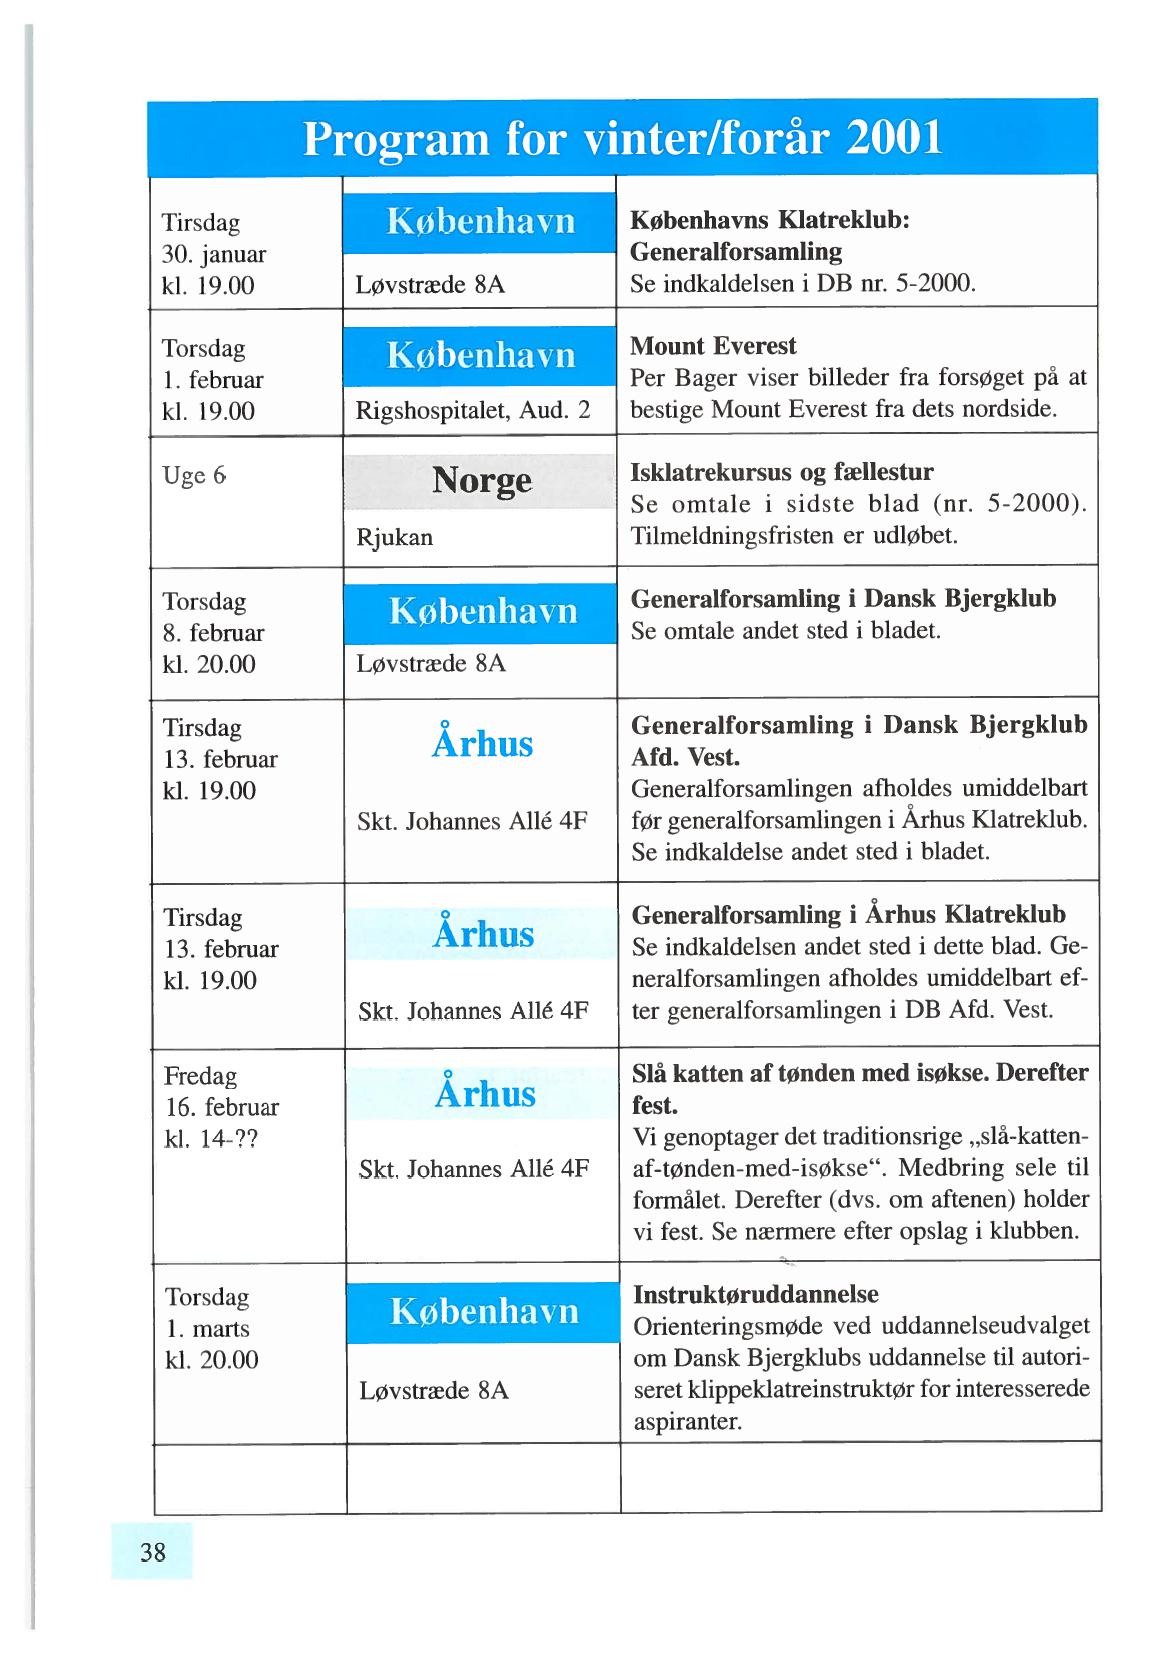 Program for vinter/forår 2001
Tirsdag
30. januar
kl. 19.00
København
Løvstræde 8A
Københavns Klatreklub:
Generalforsamling
Se indkaldelsen i DB nr. 5-2000.
Torsdag
1. februar
kl. 19.00
København
Rigshospitalet, Aud. 2
Mount Everest
Per Bager viser billeder fra forsøget på at
bestige Mount Everest fra dets nordside.
Uge 6
Norge
Rjukan
Isklatrekursus og fællestur
Se omtale i sidste blad (nr. 5-2000).
Tilmeldningsfristen er udløbet.
Torsdag
8. februar
kl. 20.00
København
Løvstræde 8A
Generalforsamling i Dansk Bjergklub
Se omtale andet sted i bladet.
Tirsdag
13. februar
kl. 19.00
Århus
Skt. Johannes Allé 4F
Generalforsamling i Dansk Bjergklub
Afd. Vest.
Generalforsamlingen afholdes umiddelbart
før generalforsamlingen i Århus Klatreklub.
Se indkaldelse andet sted i bladet.
Tirsdag
13. februar
kl. 19.00
Århus
Skt. Johannes Allé 4F
Generalforsamling i Århus Klatreklub
Se indkaldelsen andet sted i dette blad. Ge-
neralforsamlingen afholdes umiddelbart ef-
ter generalforsamlingen i DB Afd. Vest.
Fredag
16. februar
kl. 14-??
Århus
Skt. Johannes Allé 4F
Slå katten af tønden med isøkse. Derefter
fest.
Vi genoptager det traditionsrige „slå-katten-
af-tønden-med-isøkse“. Medbring sele til
formålet. Derefter (dvs. om aftenen) holder
vi fest. Se nærmere efter opslag i klubben.
Torsdag
1. marts
kl. 20.00
København
Løvstræde 8A
Instruktøruddannelse
Orienteringsmøde ved uddannelseudvalget
om Dansk Bjergklubs uddannelse til autori-
seret klippeklatreinstruktør for interesserede
aspiranter.
38